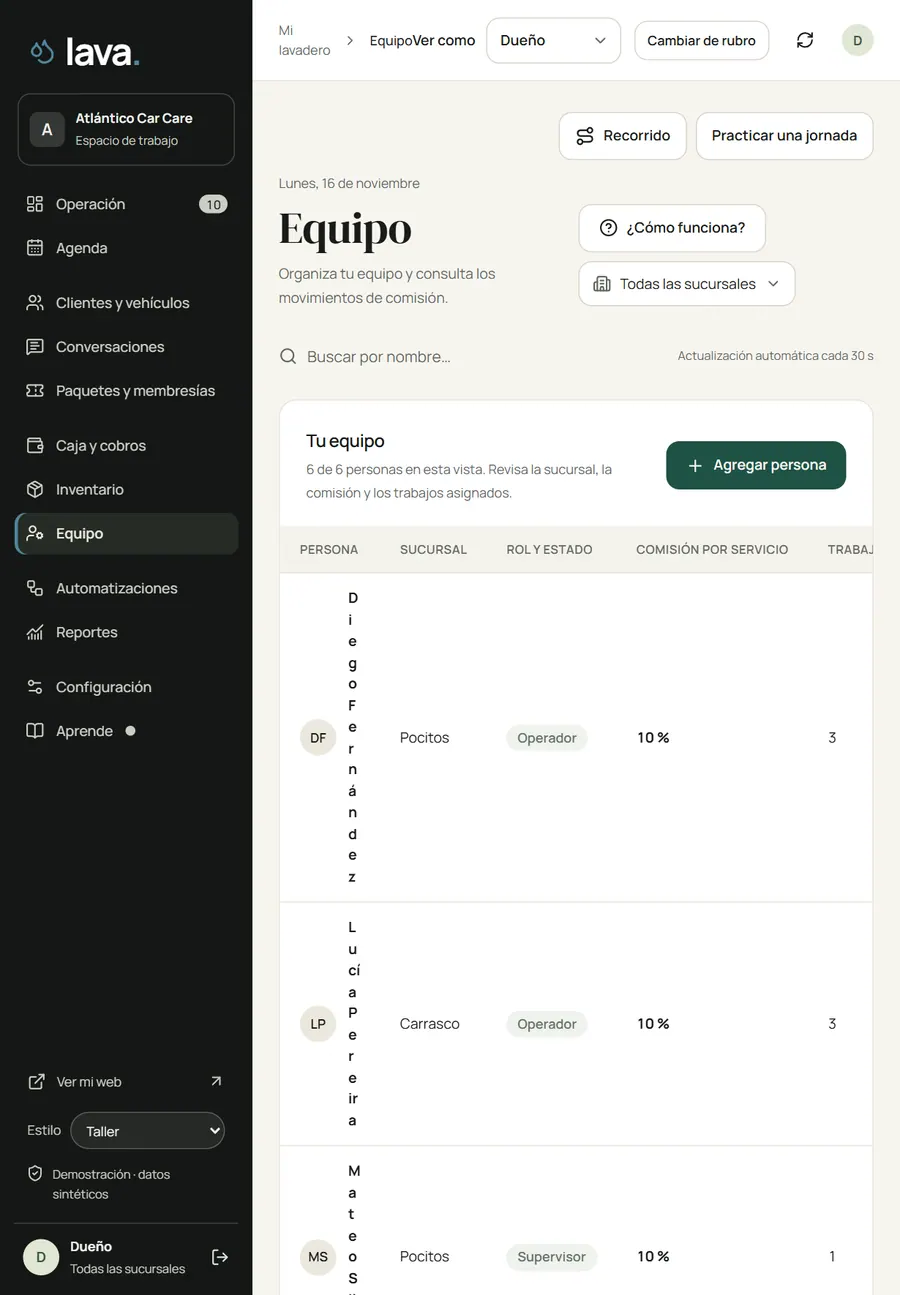 lava.
A
Atlántico Car Care
Espacio de trabajo
Operación
10
Agenda
Clientes y vehículos
Conversaciones
Paquetes y membresías
Caja y cobros
Inventario
Equipo
Automatizaciones
Reportes
Configuración
Aprende
Ver mi web
Estilo
Taller
Demostración · datos
sintéticos
D
Dueño
Todas las sucursales
Mi
lavadero
Equipo
Ver como
Dueño
Cambiar de rubro
D
Recorrido
Practicar una jornada
Lunes, 16 de noviembre
Equipo
Organiza tu equipo y consulta los
movimientos de comisión.
¿Cómo funciona?
Todas las sucursales
Buscar por nombre...
Actualización automática cada 30 s
Tu equipo
6 de 6 personas en esta vista. Revisa la sucursal, la
comisión y los trabajos asignados.
Agregar persona
PERSONA SUCURSAL ROL Y ESTADO COMISIÓN POR SERVICIO TRABAJ
DF Diego Fernández Pocitos Operador 10 % 3
LP Lucía Pereira Carrasco Operador 10 % 3
MS Mateo S Pocitos Supervisor 10 % 1